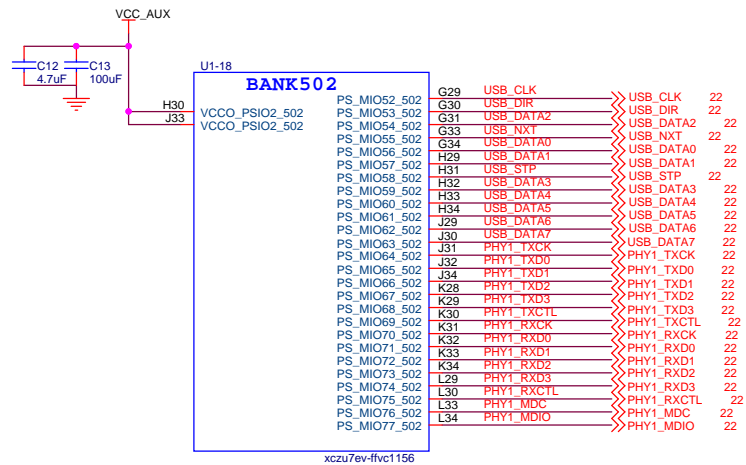 VCC_AUX
C12
4.7uF
C13
100uF
U1-18
BANK502
H30 VCCO_PSIO2_502
J33 VCCO_PSIO2_502
PS_MIO52_502 G29 USB_CLK USB_CLK 22
PS_MIO53_502 G30 USB_DIR USB_DIR 22
PS_MIO54_502 G31 USB_DATA2 USB_DATA2 22
PS_MIO55_502 G33 USB_NXT USB_NXT 22
PS_MIO56_502 G34 USB_DATA0 USB_DATA0 22
PS_MIO57_502 H29 USB_DATA1 USB_DATA1 22
PS_MIO58_502 H31 USB_STP USB_STP 22
PS_MIO59_502 H32 USB_DATA3 USB_DATA3 22
PS_MIO60_502 H33 USB_DATA4 USB_DATA4 22
PS_MIO61_502 H34 USB_DATA5 USB_DATA5 22
PS_MIO62_502 J29 USB_DATA6 USB_DATA6 22
PS_MIO63_502 J30 USB_DATA7 USB_DATA7 22
PS_MIO64_502 J31 PHY1_TXCK PHY1_TXCK 22
PS_MIO65_502 J32 PHY1_TXD0 PHY1_TXD0 22
PS_MIO66_502 J34 PHY1_TXD1 PHY1_TXD1 22
PS_MIO67_502 K28 PHY1_TXD2 PHY1_TXD2 22
PS_MIO68_502 K29 PHY1_TXD3 PHY1_TXD3 22
PS_MIO69_502 K30 PHY1_TXCTL PHY1_TXCTL 22
PS_MIO70_502 K31 PHY1_RXCK PHY1_RXCK 22
PS_MIO71_502 K32 PHY1_RXD0 PHY1_RXD0 22
PS_MIO72_502 K33 PHY1_RXD1 PHY1_RXD1 22
PS_MIO73_502 K34 PHY1_RXD2 PHY1_RXD2 22
PS_MIO74_502 L29 PHY1_RXD3 PHY1_RXD3 22
PS_MIO75_502 L30 PHY1_RXCTL PHY1_RXCTL 22
PS_MIO76_502 L33 PHY1_MDC PHY1_MDC 22
PS_MIO77_502 L34 PHY1_MDIO PHY1_MDIO 22
xczu7ev-ffvc1156